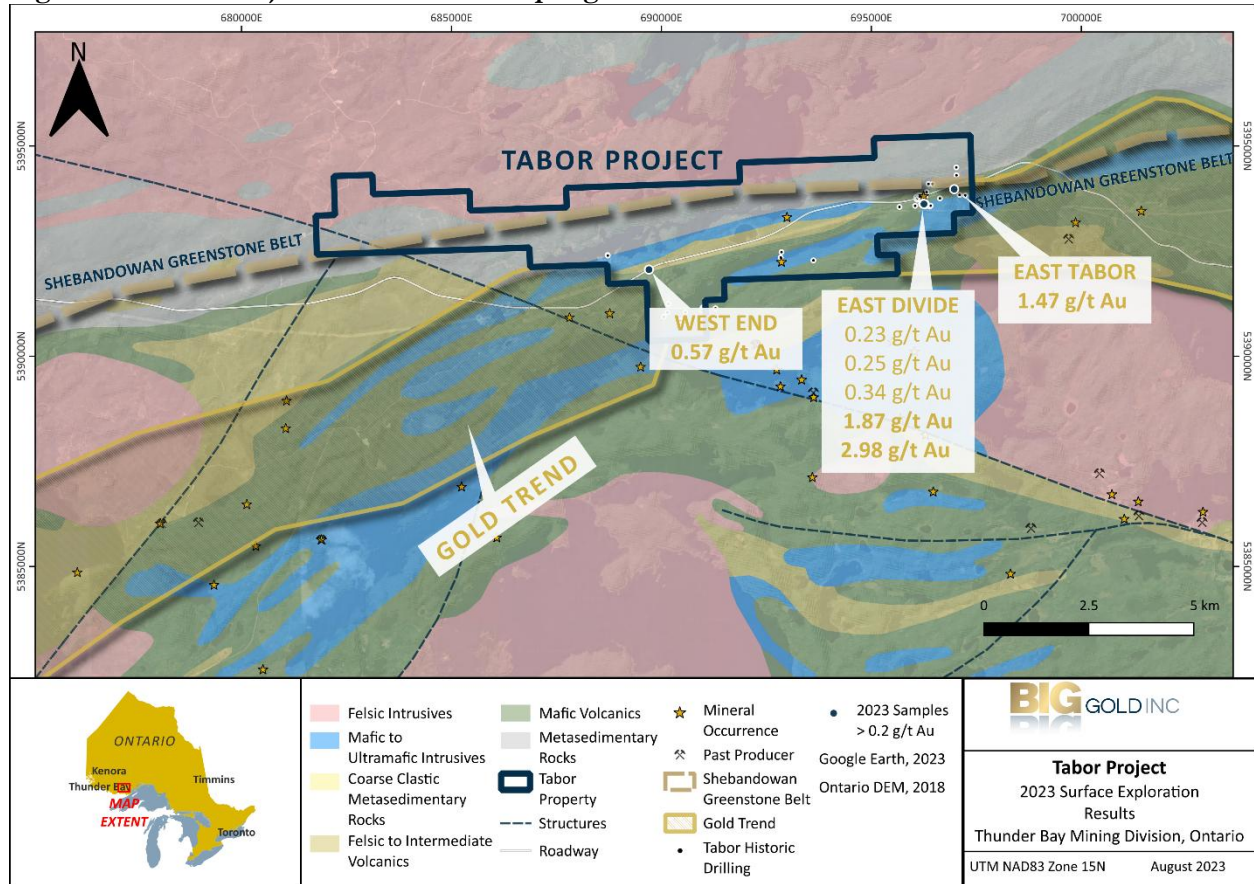 680000E
685000E
690000E
695000E
700000E
N
5395000N
5395000N
TABOR PROJECT
SHEBANDOWAN GREENSTONE BELT
SHEBANDOWAN GREENSTONE BELT
EAST TABOR
1.47 g/t Au
WEST END
0.57 g/t Au
EAST DIVIDE
0.23 g/t Au
0.25 g/t Au
0.34 g/t Au
1.87 g/t Au
2.98 g/t Au
5390000N
5390000N
GOLD TREND
5385000N
5385000N
0 2.5 5 km
ONTARIO
Kenora
Thunder Bay
Timmins
MAP
EXTENT
Toronto
Felsic Intrusives
Mafic to
Ultramafic Intrusives
Coarse Clastic
Metasedimentary
Rocks
Felsic to Intermediate
Volcanics
Mafic Volcanics
Metasedimentary
Rocks
Tabor
Property
Structures
Roadway
Mineral
Occurrence
Past Producer
Shebandowan
Greenstone Belt
Gold Trend
Tabor Historic
Drilling
2023 Samples
> 0.2 g/t Au
Google Earth, 2023
Ontario DEM, 2018
BIG GOLD INC
Tabor Project
2023 Surface Exploration
Results
Thunder Bay Mining Division, Ontario
UTM NAD83 Zone 15N August 2023